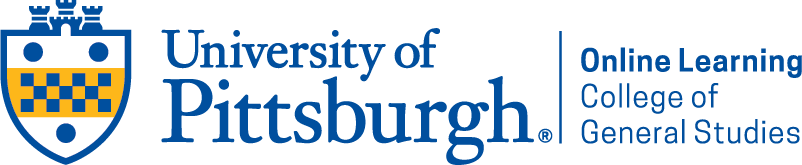 University of
Pittsburgh®
Online Learning
College of
General Studies